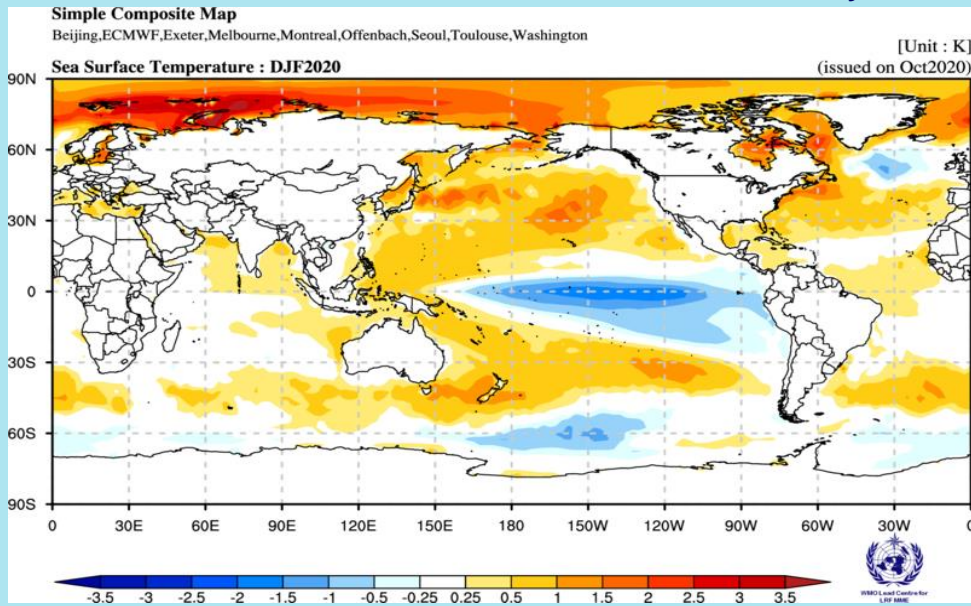 Simple Composite Map
Beijing,ECMWF,Exeter,Melbourne,Montreal,Offenbach,Seoul,Toulouse,Washington
[Unit : K]
Sea Surface Temperature : DJF2020
(issued on Oct2020)
90N
60N
30N
0
30S
60S
90S
0 30E 60E 90E 120E 150E 180 150W 120W 90W 60W 30W 0
-3.5 -3 -2.5 -2 -1.5 -1 -0.5 -0.25 0.25 0.5 1 1.5 2 2.5 3 3.5
WMO Lead Centre for
LRF MME